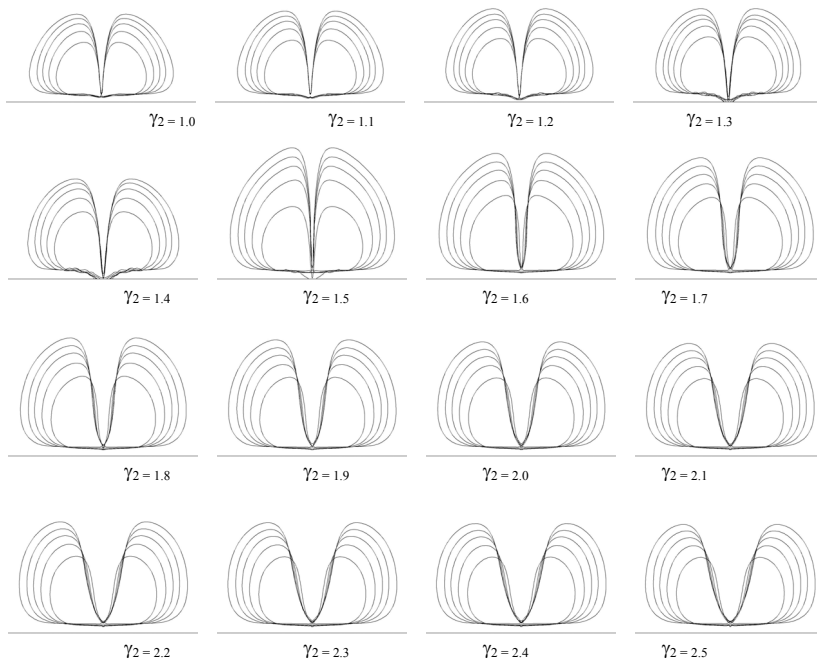 γ2 = 1.0
γ2 = 1.1
γ2 = 1.2
γ2 = 1.3
γ2 = 1.4
γ2 = 1.5
γ2 = 1.6
γ2 = 1.7
γ2 = 1.8
γ2 = 1.9
γ2 = 2.0
γ2 = 2.1
γ2 = 2.2
γ2 = 2.3
γ2 = 2.4
γ2 = 2.5